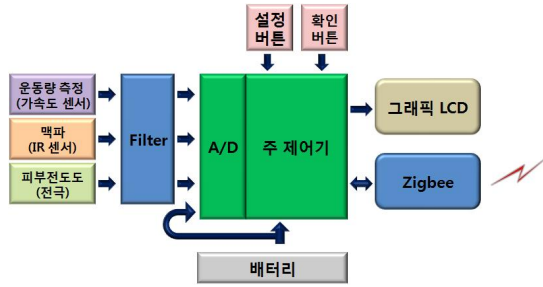 설정
버튼
확인
버튼
운동량 측정
(가속도 센서)
맥파
(IR 센서)
피부전도도
(전극)
Filter
A/D
주 제어기
그래픽 LCD
Zigbee
배터리